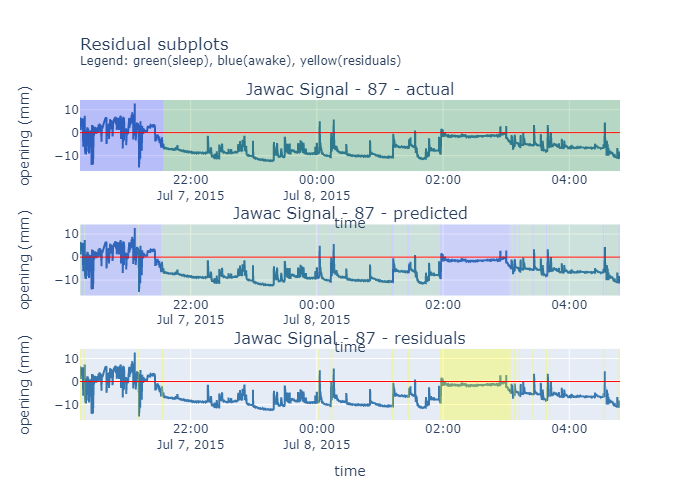 Residual subplots
Legend: green(sleep), blue(awake), yellow(residuals)
Jawac Signal - 87 - actual
opening (mm)
10
0
−10
22:00 00:00 02:00 04:00
Jul 7, 2015 Jul 8, 2015
time
Jawac Signal - 87 - predicted
opening (mm)
10
0
−10
22:00 00:00 02:00 04:00
Jul 7, 2015 Jul 8, 2015
time
Jawac Signal - 87 - residuals
opening (mm)
10
0
−10
22:00 00:00 02:00 04:00
Jul 7, 2015 Jul 8, 2015
time